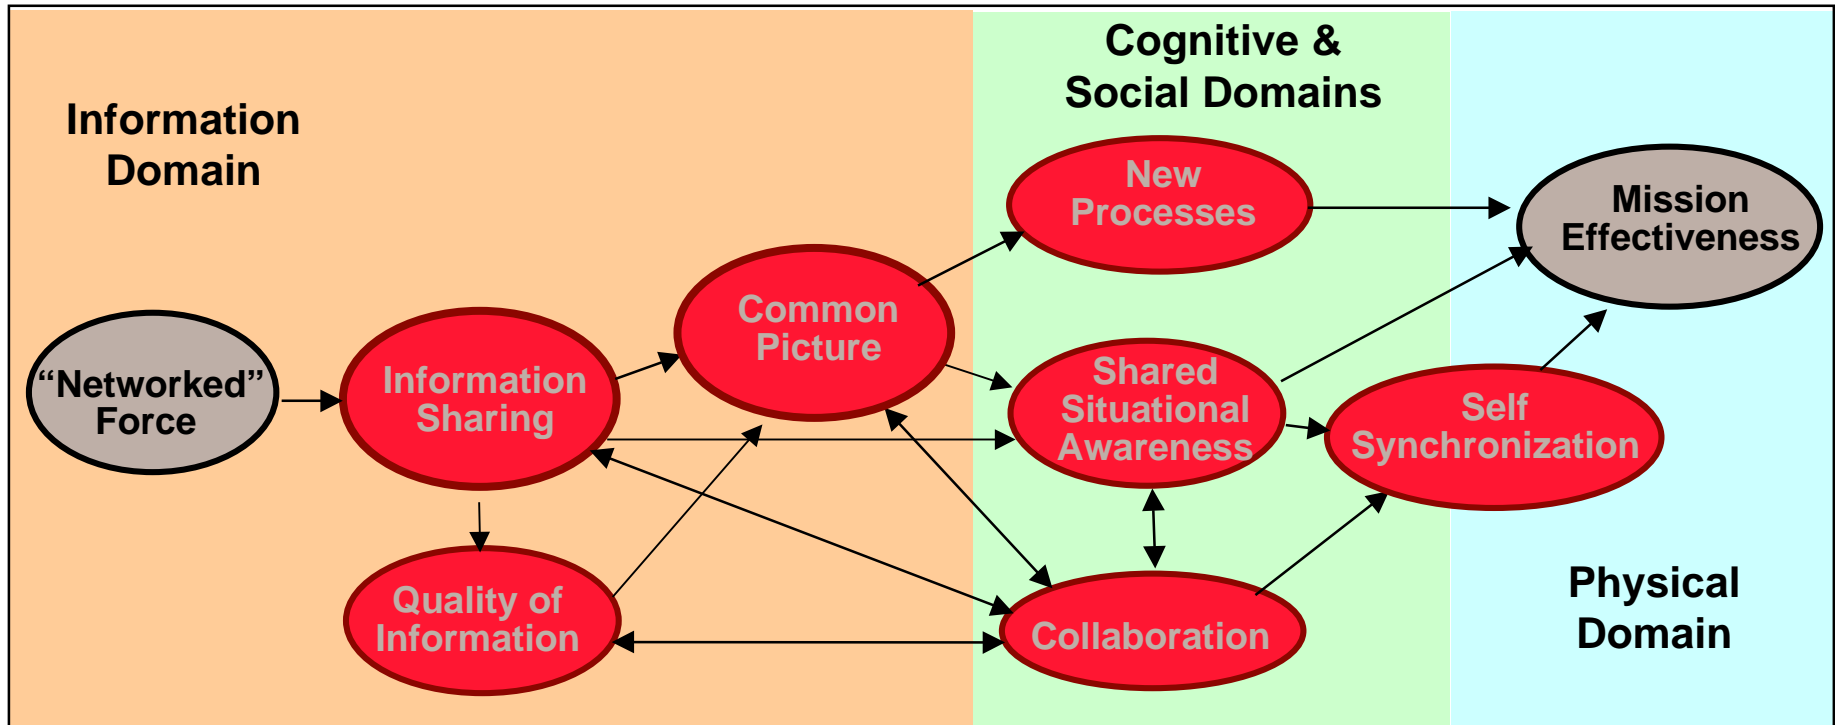 Information
Domain
Cognitive &
Social Domains
Physical
Domain
“Networked”
Force
Information
Sharing
Quality of
Information
Common
Picture
New
Processes
Shared
Situational
Awareness
Collaboration
Self
Synchronization
Mission
Effectiveness